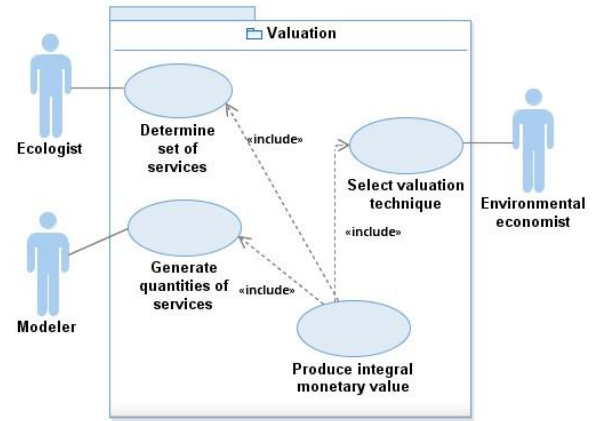 Valuation
Ecologist
Determine
set of
services
«include»
Select valuation
technique
Environmental
economist
«include»
Modeler
Generate
quantities of
services
«include»
Produce integral
monetary value